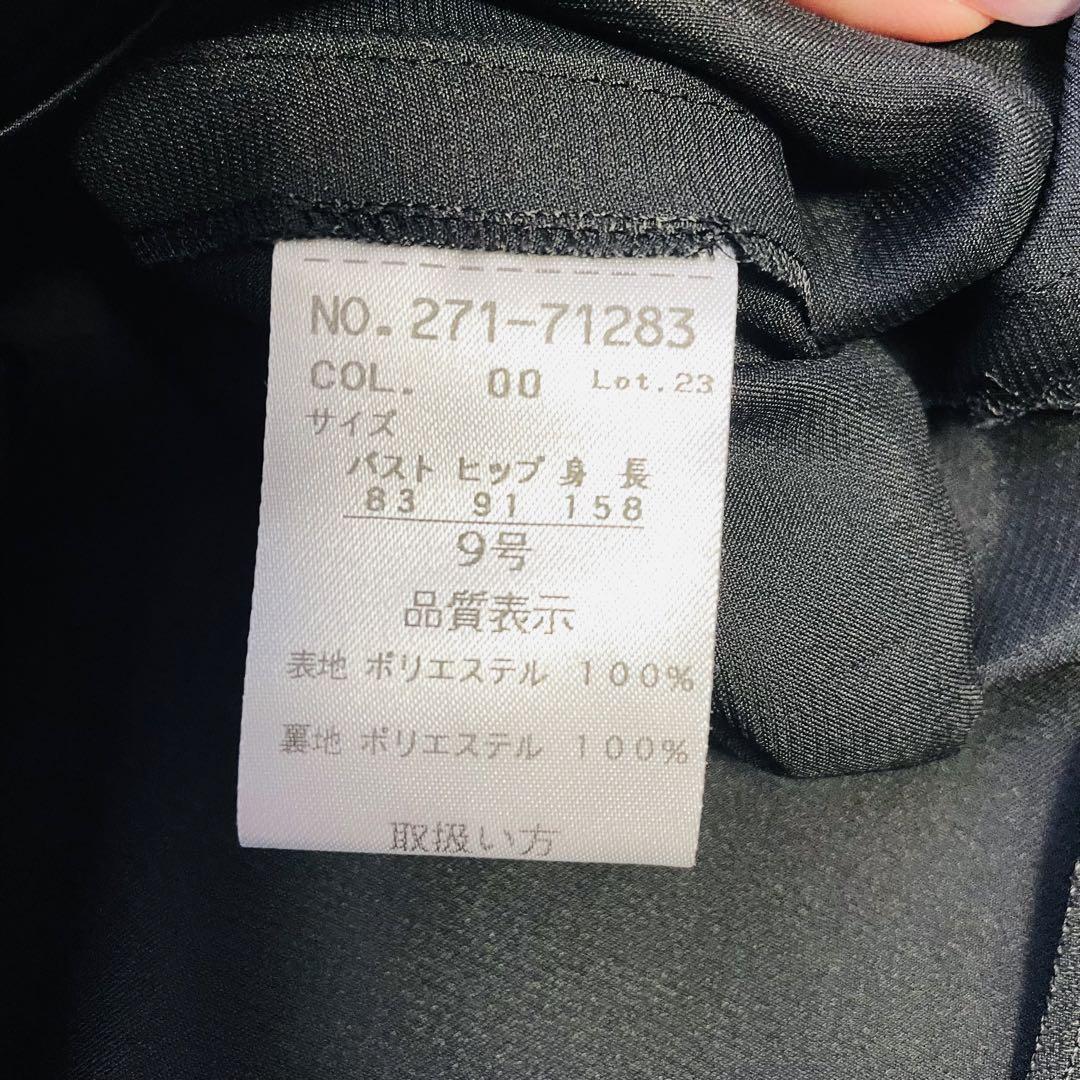 NO. 271-71283
COL. 00 Lot.23
サイズ
バスト ヒップ 身 長
83 91 158
9号
品質表示
表地 ポリエステル 100%
裏地 ポリエステル 100%
取扱い方